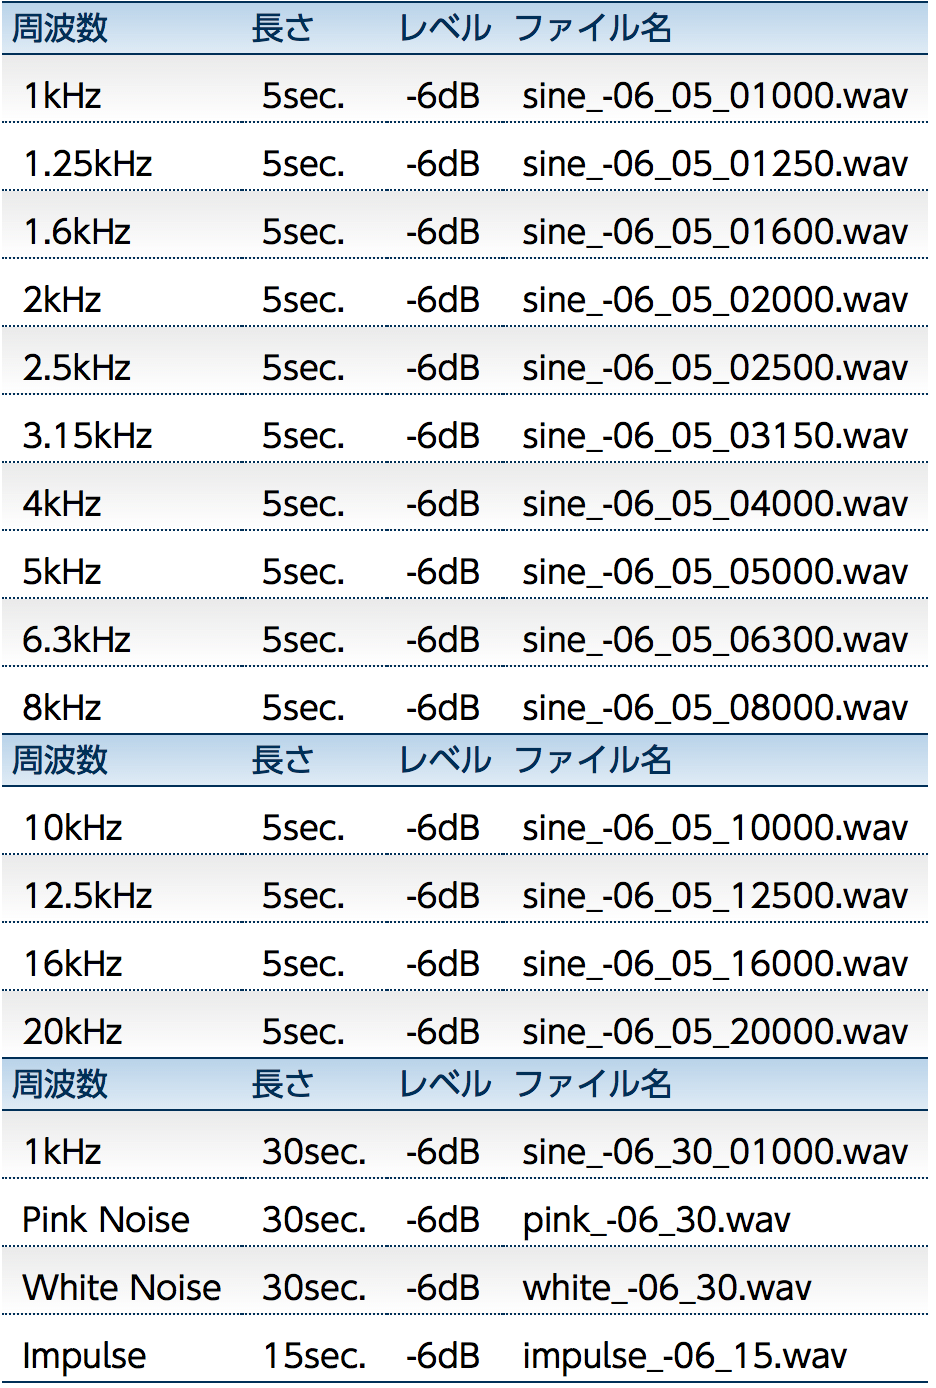 周波数 長さ レベル ファイル名
1kHz 5sec. -6dB sine_-06_05_01000.wav
1.25kHz 5sec. -6dB sine_-06_05_01250.wav
1.6kHz 5sec. -6dB sine_-06_05_01600.wav
2kHz 5sec. -6dB sine_-06_05_02000.wav
2.5kHz 5sec. -6dB sine_-06_05_02500.wav
3.15kHz 5sec. -6dB sine_-06_05_03150.wav
4kHz 5sec. -6dB sine_-06_05_04000.wav
5kHz 5sec. -6dB sine_-06_05_05000.wav
6.3kHz 5sec. -6dB sine_-06_05_06300.wav
8kHz 5sec. -6dB sine_-06_05_08000.wav
周波数 長さ レベル ファイル名
10kHz 5sec. -6dB sine_-06_05_10000.wav
12.5kHz 5sec. -6dB sine_-06_05_12500.wav
16kHz 5sec. -6dB sine_-06_05_16000.wav
20kHz 5sec. -6dB sine_-06_05_20000.wav
周波数 長さ レベル ファイル名
1kHz 30sec. -6dB sine_-06_30_01000.wav
Pink Noise 30sec. -6dB pink_-06_30.wav
White Noise 30sec. -6dB white_-06_30.wav
Impulse 15sec. -6dB impulse_-06_15.wav